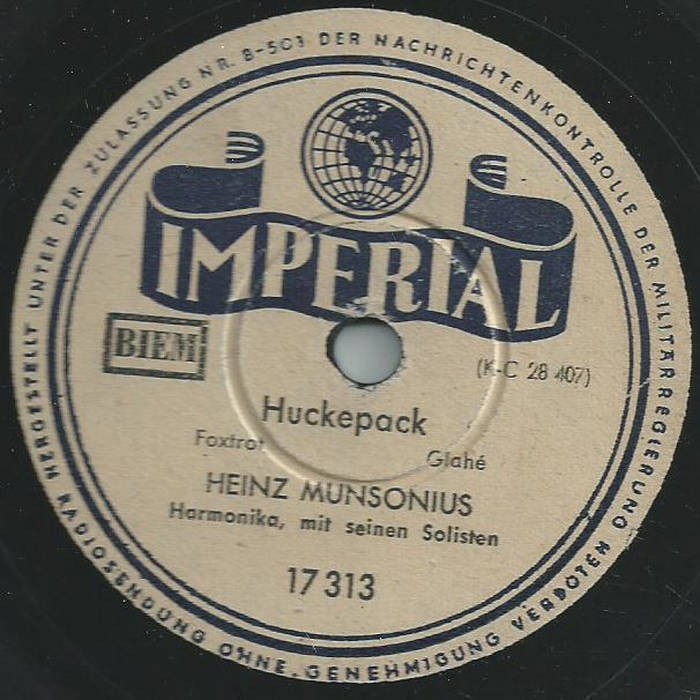 HERGESTELLT UNTER DER ZULASSUNG NR. B-503 DER NACHRICHTENKONTROLLE DER MILITÄRREGIERUNG
RADIOSENDUNG OHNE GENEHMIGUNG VERBOTEN
IMPERIAL
BIEM
(K-C 28 407)
Huckepack
Foxtrot
Glahé
HEINZ MUNSONIUS
Harmonika, mit seinen Solisten
17 313